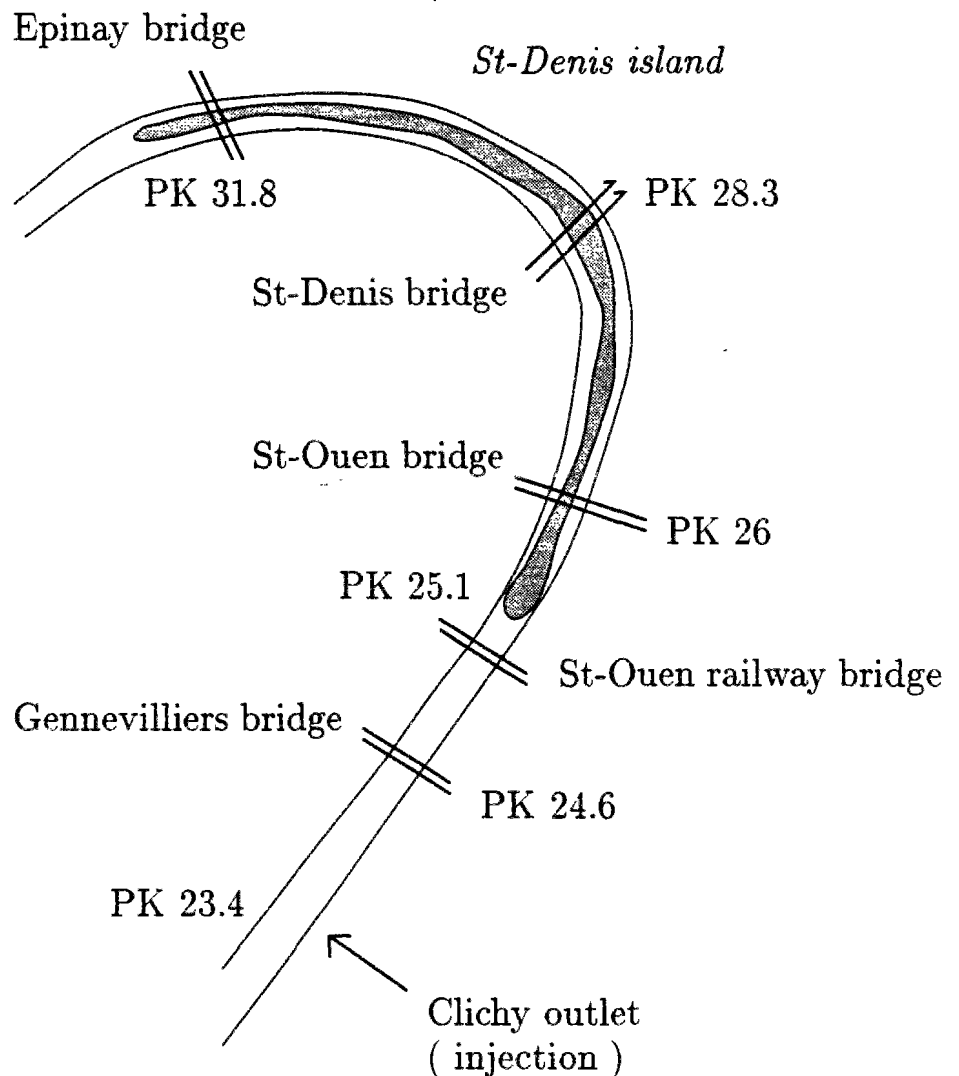 Epinay bridge
St-Denis island
PK 31.8
PK 28.3
St-Denis bridge
St-Ouen bridge
PK 26
PK 25.1
St-Ouen railway bridge
Gennevilliers bridge
PK 24.6
PK 23.4
Clichy outlet
( injection )